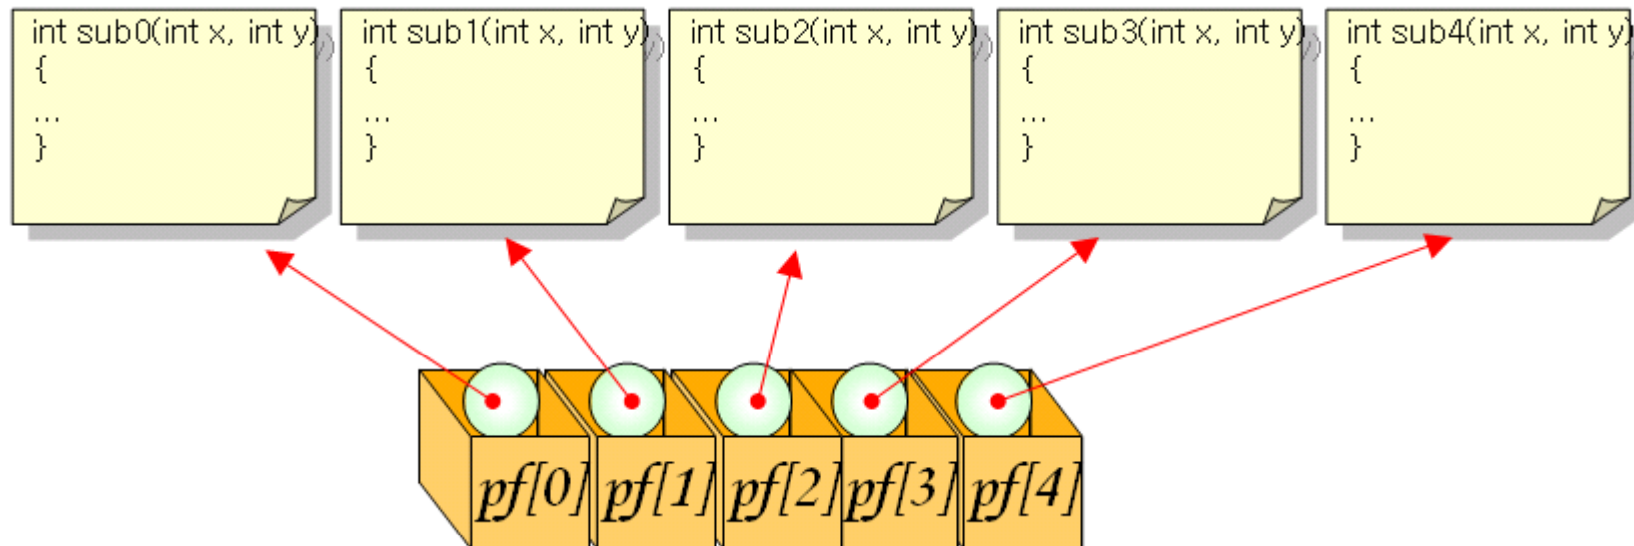 int sub0(int x, int y)
{
...
}
int sub1(int x, int y)
{
...
}
int sub2(int x, int y)
{
...
}
int sub3(int x, int y)
{
...
}
int sub4(int x, int y)
{
...
}
pf[0] pf[1] pf[2] pf[3] pf[4]